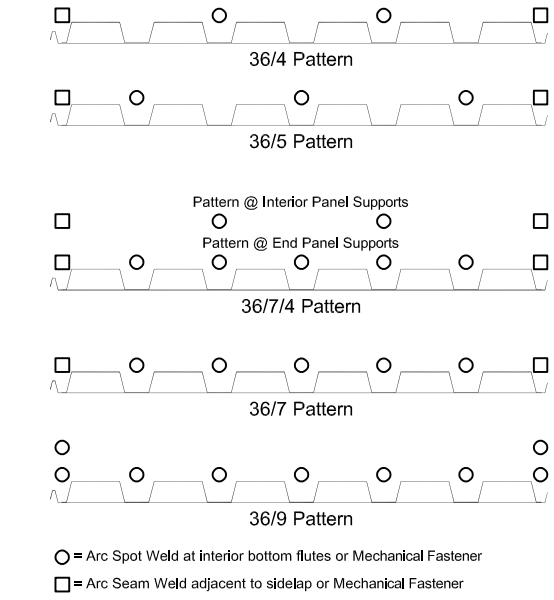 36/4 Pattern
36/5 Pattern
Pattern @ Interior Panel Supports
Pattern @ End Panel Supports
36/7/4 Pattern
36/7 Pattern
36/9 Pattern
= Arc Spot Weld at interior bottom flutes or Mechanical Fastener
= Arc Seam Weld adjacent to sidelap or Mechanical Fastener